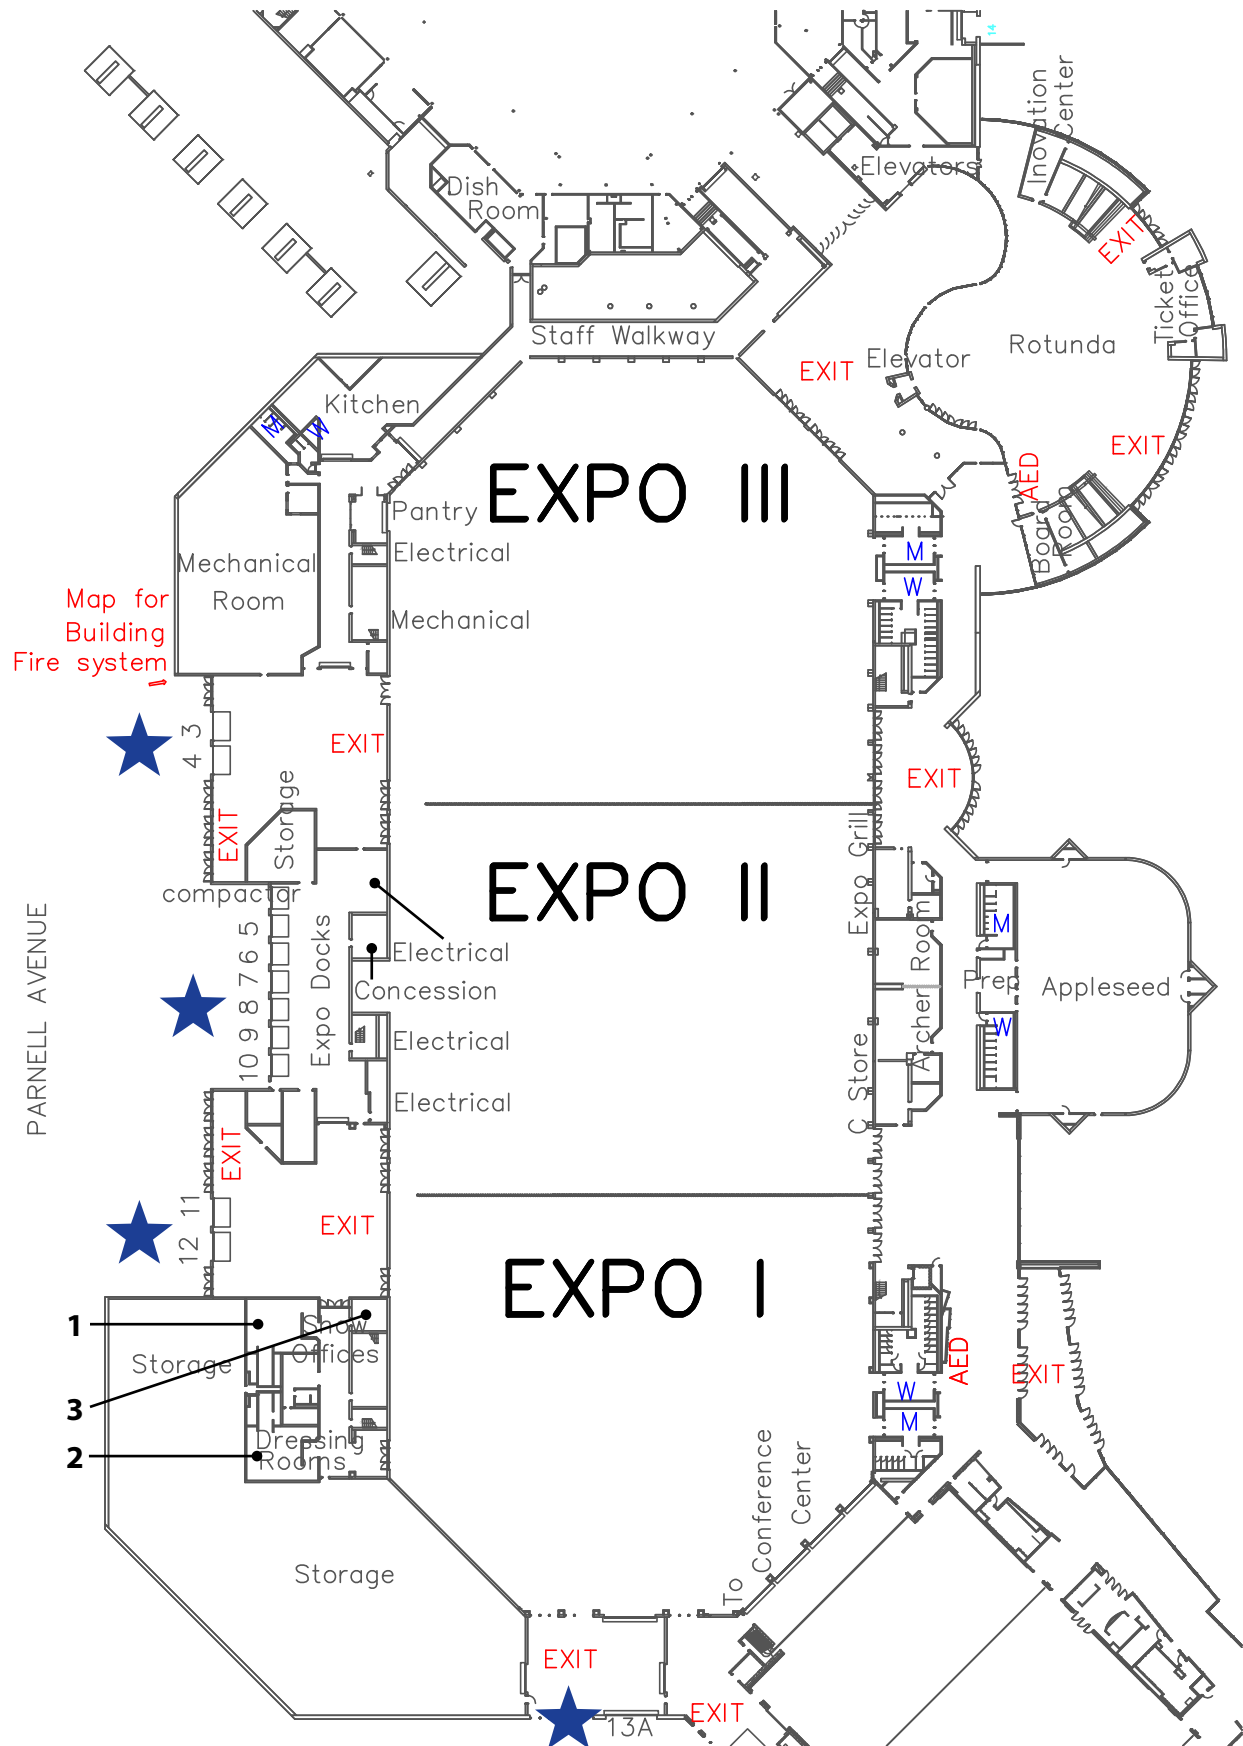 14
Inovation
Center
Elevators
Dish
Room
EXIT
Ticket
Office
Staff Walkway
Rotunda
Elevator
EXIT
Kitchen
M
W
EXIT
AED
EXPO III
Pantry
Board
Room
Electrical
M
W
Mechanical
Room
Map for
Building
Fire system
Mechanical
3
4
EXIT
EXIT
EXIT
Storage
Expo Grill
compactor
EXPO II
PARNELL AVENUE
10 9 8 7 6 5
Expo Docks
Electrical
Concession
Archer Room
M
Prep
Appleseed
W
Electrical
C Store
Electrical
EXIT
11
12
EXIT
EXPO I
1
Show
Offices
Storage
AED
EXIT
W
3
M
Dressing
Rooms
2
To Conference
Center
Storage
EXIT
13A
EXIT